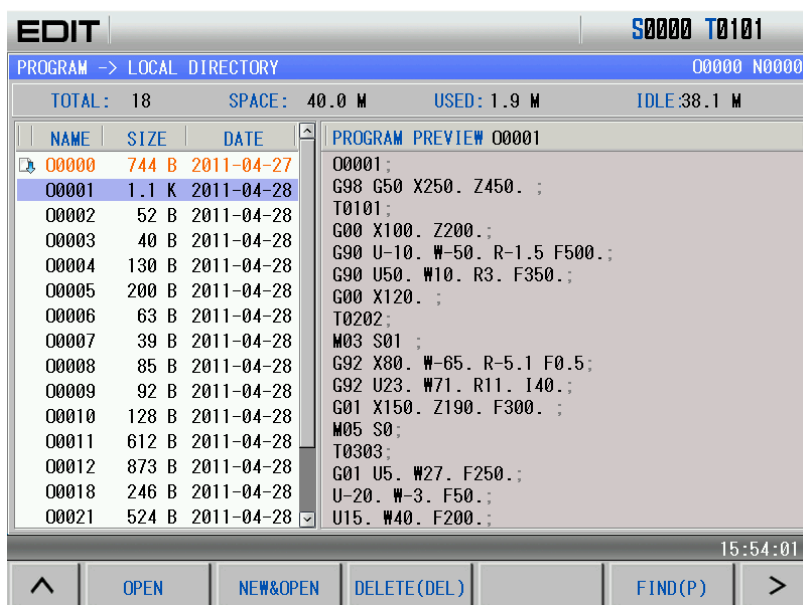 EDIT S0000 T0101
PROGRAM -> LOCAL DIRECTORY O0000 N0000
TOTAL: 18 SPACE: 40.0 M USED: 1.9 M IDLE:38.1 M
NAME SIZE DATE
O0000 744 B 2011-04-27
O0001 1.1 K 2011-04-28
O0002 52 B 2011-04-28
O0003 40 B 2011-04-28
O0004 130 B 2011-04-28
O0005 200 B 2011-04-28
O0006 63 B 2011-04-28
O0007 39 B 2011-04-28
O0008 85 B 2011-04-28
O0009 92 B 2011-04-28
O0010 128 B 2011-04-28
O0011 612 B 2011-04-28
O0012 873 B 2011-04-28
O0018 246 B 2011-04-28
O0021 524 B 2011-04-28
PROGRAM PREVIEW O0001
O0001;
G98 G50 X250. Z450. ;
T0101;
G00 X100. Z200.;
G90 U-10. W-50. R-1.5 F500.;
G90 U50. W10. R3. F350.;
G00 X120. ;
T0202;
M03 S01 ;
G92 X80. W-65. R-5.1 F0.5;
G92 U23. W71. R11. I40.;
G01 X150. Z190. F300. ;
M05 S0;
T0303;
G01 U5. W27. F250.;
U-20. W-3. F50.;
U15. W40. F200.;
15:54:01
OPEN NEW&OPEN DELETE(DEL) FIND(P) >